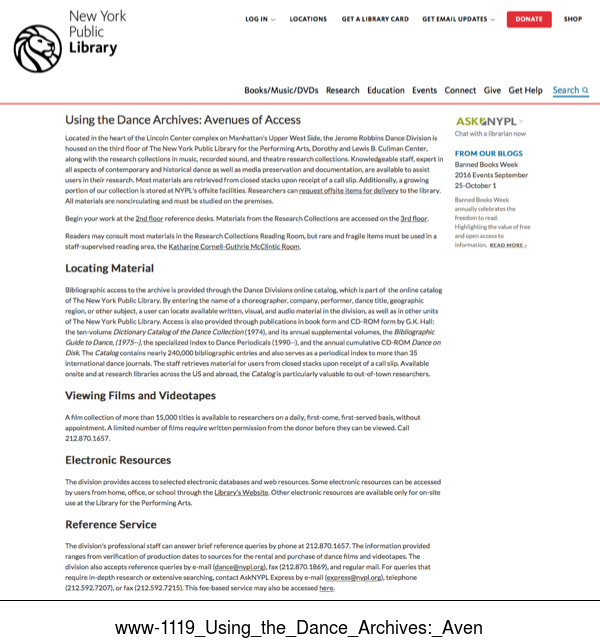 New York
Public
Library
LOG IN
LOCATIONS
GET A LIBRARY CARD
GET EMAIL UPDATES
DONATE
SHOP
Books/Music/DVDs Research Education Events Connect Give Get Help Search
Using the Dance Archives: Avenues of Access
Located in the heart of the Lincoln Center complex on Manhattan's Upper West Side, the Jerome Robbins Dance Division is
housed on the third floor of The New York Public Library for the Performing Arts, Dorothy and Lewis B. Cullman Center,
along with the research collections in music, recorded sound, and theatre research collections. Knowledgeable staff, expert in
all aspects of contemporary and historical dance as well as media preservation and documentation, are available to assist
users in their research. Most materials are retrieved from closed stacks upon receipt of a call slip. Additionally, a growing
portion of our collection is stored at NYPL's offsite facilities. Researchers can request offsite items for delivery to the library.
All materials are noncirculating and must be studied on the premises.
Begin your work at the 2nd floor reference desks. Materials from the Research Collections are accessed on the 3rd floor.
Readers may consult most materials in the Research Collections Reading Room, but rare and fragile items must be used in a
staff-supervised reading area, the Katharine Cornell-Guthrie McClintic Room.
Locating Material
Bibliographic access to the archive is provided through the Dance Divisions online catalog, which is part of the online catalog
of The New York Public Library. By entering the name of a choreographer, company, performer, dance title, geographic
region, or other subject, a user can locate available written, visual, and audio material in the division, as well as in other units
of The New York Public Library. Access is also provided through publications in book form and CD-ROM form by G.K. Hall:
the ten-volume Dictionary Catalog of the Dance Collection (1974), and its annual supplemental volumes, the Bibliographic
Guide to Dance, (1975--), the specialized Index to Dance Periodicals (1990--), and the annual cumulative CD-ROM Dance on
Disk. The Catalog contains nearly 240,000 bibliographic entries and also serves as a periodical index to more than 35
international dance journals. The staff retrieves material for users from closed stacks upon receipt of a call slip. Available
onsite and at research libraries across the US and abroad, the Catalog is particularly valuable to out-of-town researchers.
Viewing Films and Videotapes
A film collection of more than 15,000 titles is available to researchers on a daily, first-come, first-served basis, without
appointment. A limited number of films require written permission from the donor before they can be viewed. Call
212.870.1657.
Electronic Resources
The division provides access to selected electronic databases and web resources. Some electronic resources can be accessed
by users from home, office, or school through the Library's Website. Other electronic resources are available only for on-site
use at the Library for the Performing Arts.
Reference Service
The division's professional staff can answer brief reference queries by phone at 212.870.1657. The information provided
ranges from verification of production dates to sources for the rental and purchase of dance films and videotapes. The
division also accepts reference queries by e-mail (dance@nypl.org), fax (212.870.1869), and regular mail. For queries that
require in-depth research or extensive searching, contact AskNYPL Express by e-mail (express@nypl.org), telephone
(212.592.7207), or fax (212.592.7215). This fee-based service may also be accessed here.
ASK NYPL >
Chat with a librarian now
FROM OUR BLOGS
Banned Books Week
2016 Events September
25-October 1
Banned Books Week
annually celebrates the
freedom to read.
Highlighting the value of free
and open access to
information, READ MORE ›
www-1119_Using_the_Dance_Archives:_Aven